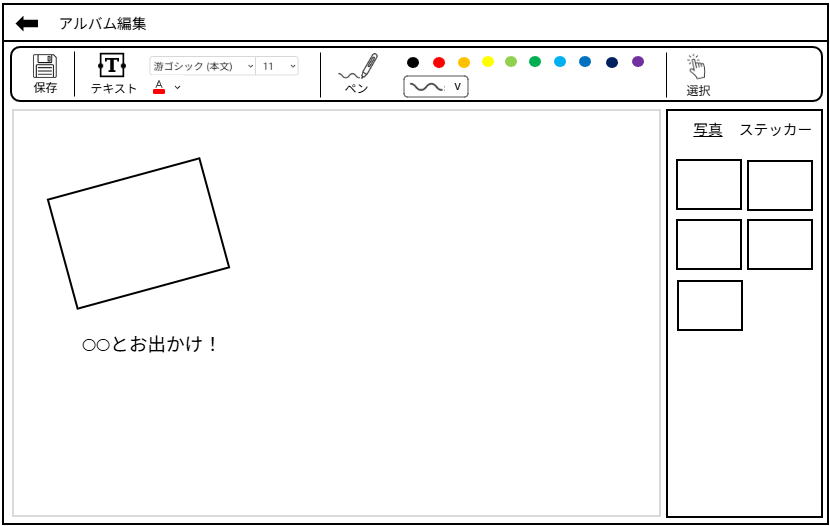 アルバム編集
保存
T
テキスト
游ゴシック (本文)
11
A
ペン
v
選択
写真 ステッカー
○○とお出かけ！